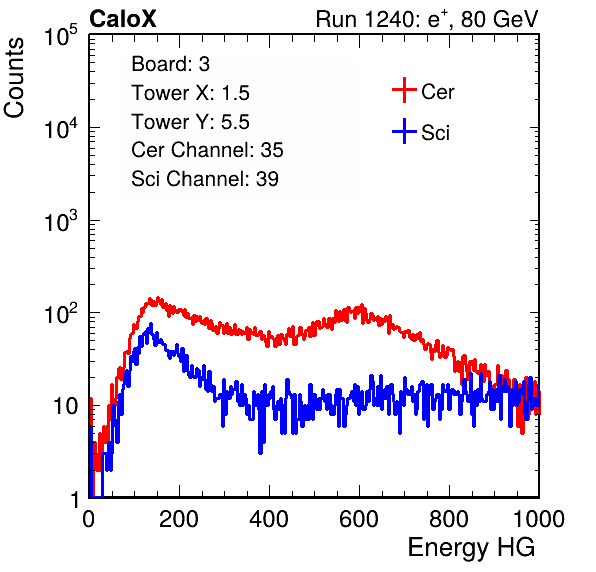 CaloX Run 1240: e+, 80 GeV
Counts
Board: 3
Tower X: 1.5
Tower Y: 5.5
Cer Channel: 35
Sci Channel: 39
Cer
Sci
10^5
10^4
10^3
10^2
10
1
0 200 400 600 800 1000
Energy HG